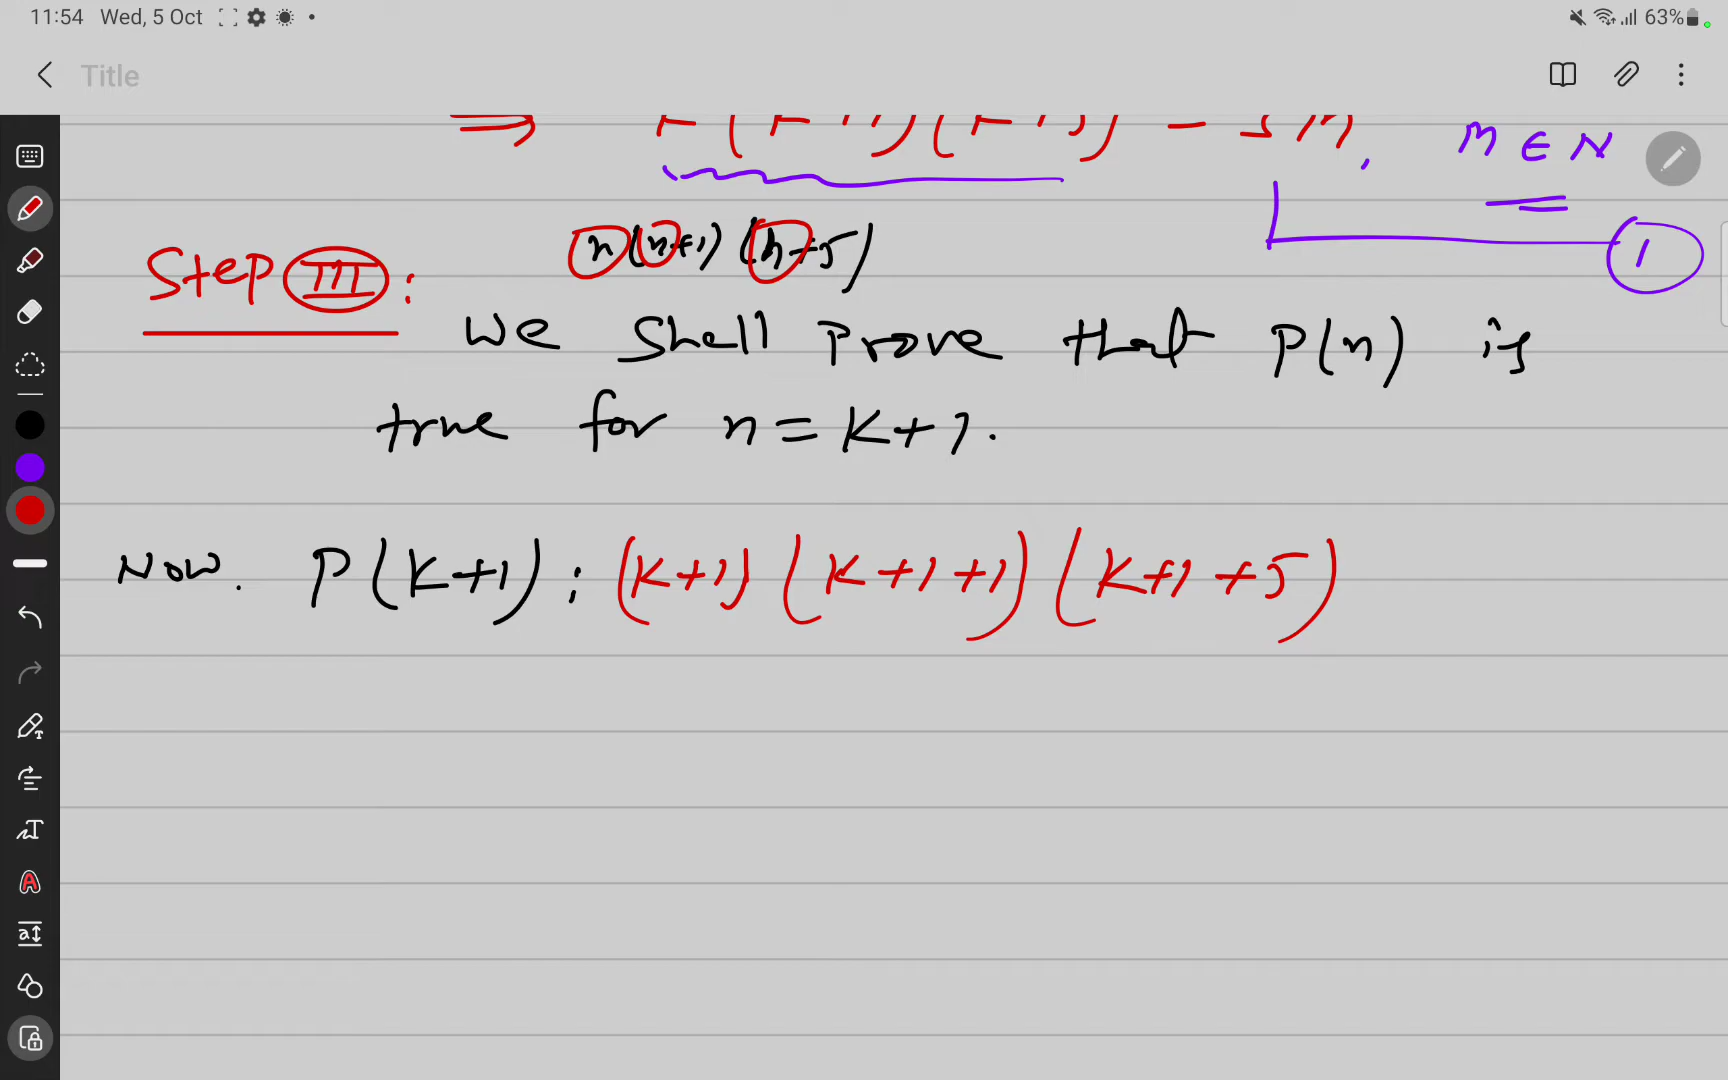 11:54 Wed, 5 Oct 63%
Title
m ∈ N
n(n+1)(n+5)
1
Step III:
We shall prove that P(n) is
true for n = K+1.
Now. P(K+1): (K+1)(K+1+1)(K+1+5)